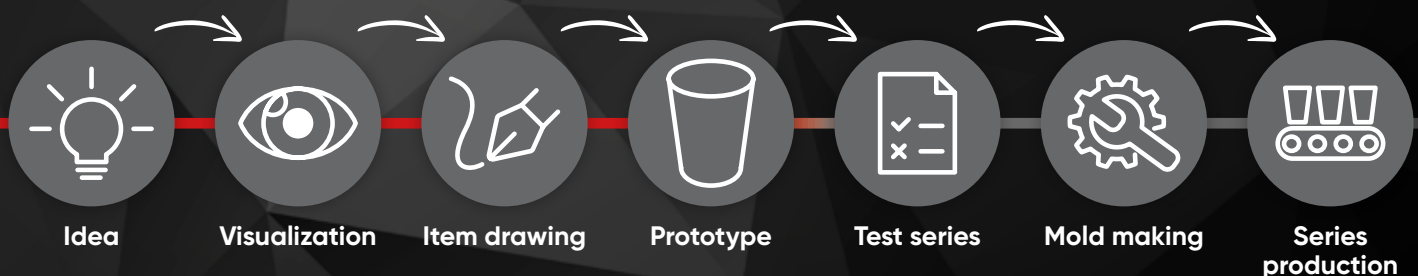 Idea
Visualization
Item drawing
Prototype
Test series
Mold making
Series
production